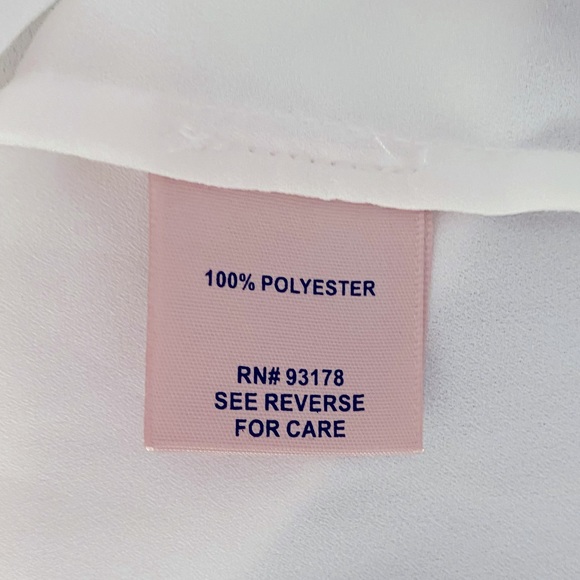 100% POLYESTER
RN# 93178
SEE REVERSE
FOR CARE